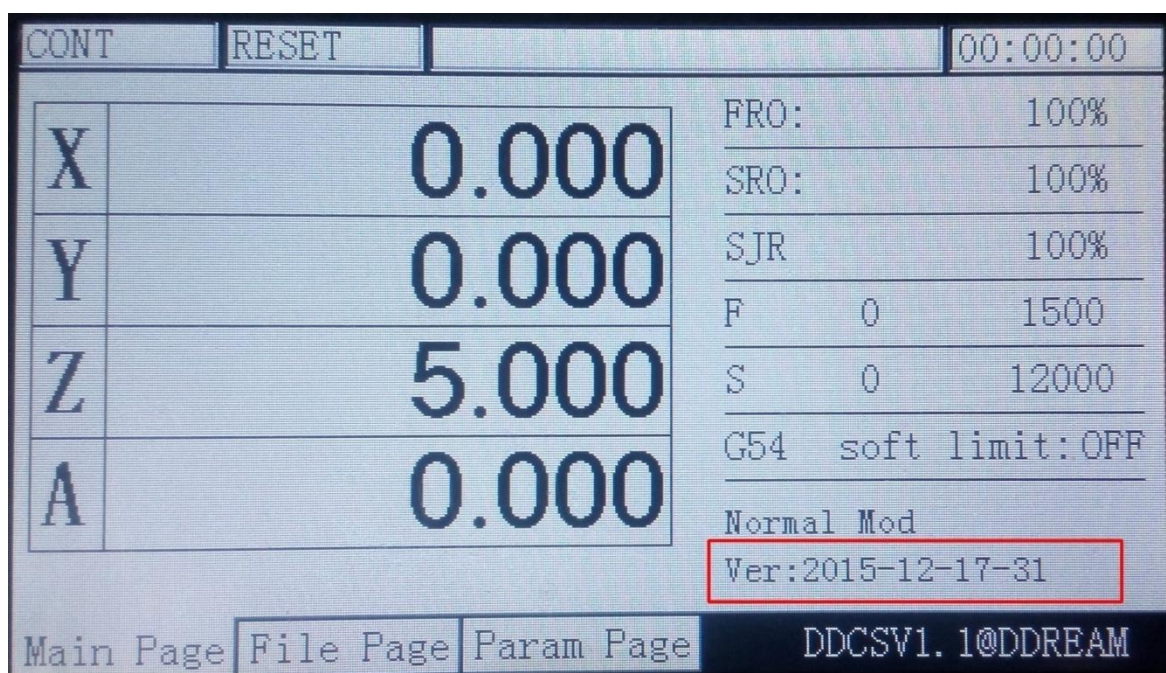 CONT RESET 00:00:00
X 0.000
Y 0.000
Z 5.000
A 0.000
FRO: 100%
SRO: 100%
SJR 100%
F 0 1500
S 0 12000
G54 soft limit:OFF
Normal Mod
Ver:2015-12-17-31
Main Page File Page Param Page DDCSV1.1@DDREAM